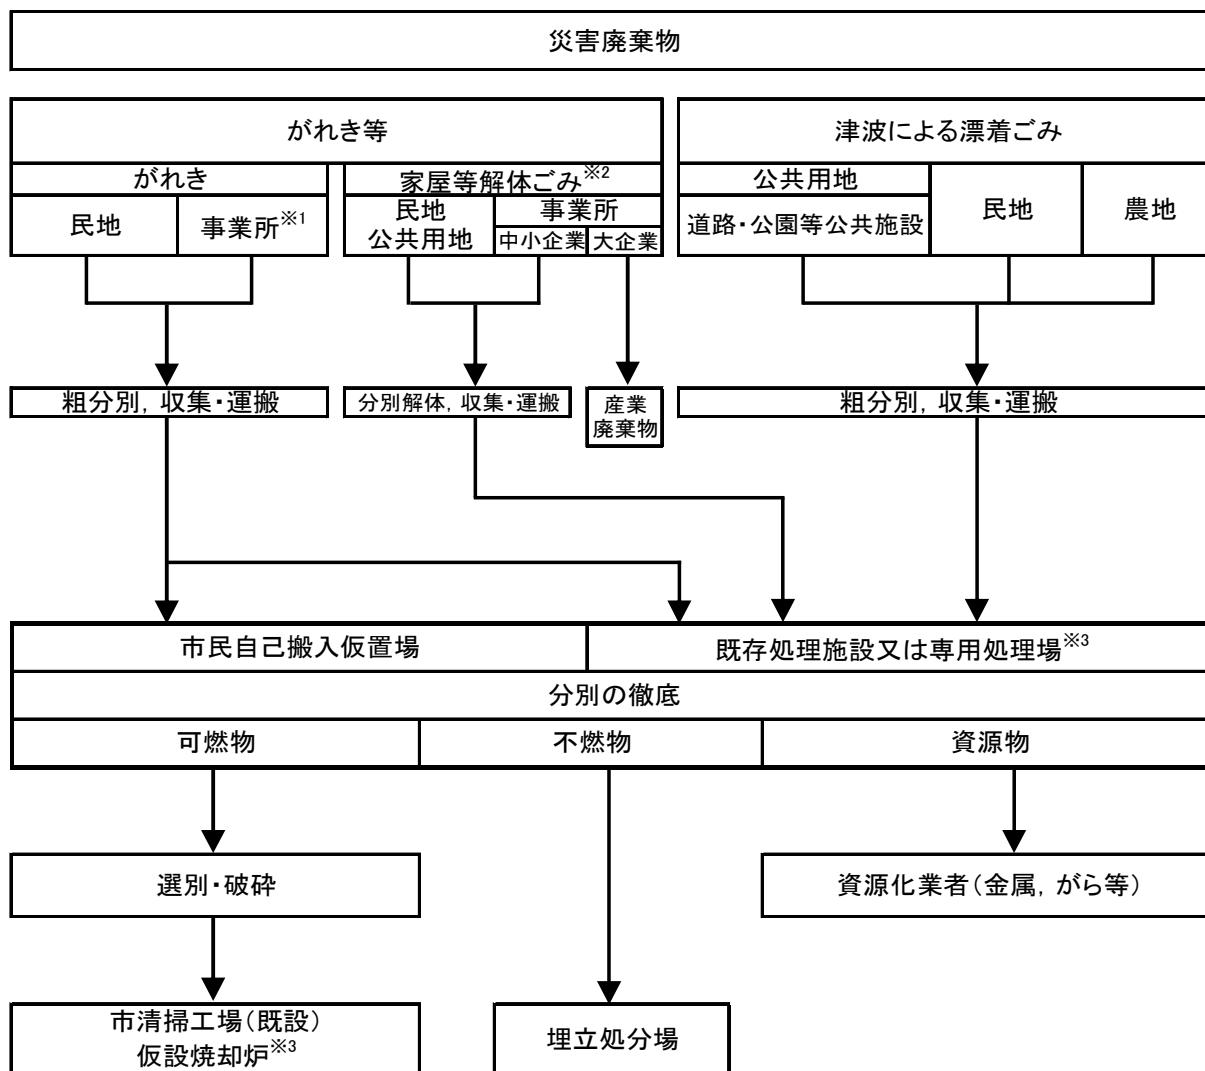 災害廃棄物
がれき等
津波による漂着ごみ
がれき
家屋等解体ごみ※2
公共用地
民地
農地
民地
事業所※1
民地
公共用地
事業所
中小企業
大企業
道路・公園等公共施設
粗分別，収集・運搬
分別解体，収集・運搬
産業
廃棄物
粗分別，収集・運搬
市民自己搬入仮置場
既存処理施設又は専用処理場※3
分別の徹底
可燃物
不燃物
資源物
選別・破砕
資源化業者（金属，がら等）
市清掃工場（既設）
仮設焼却炉※3
埋立処分場